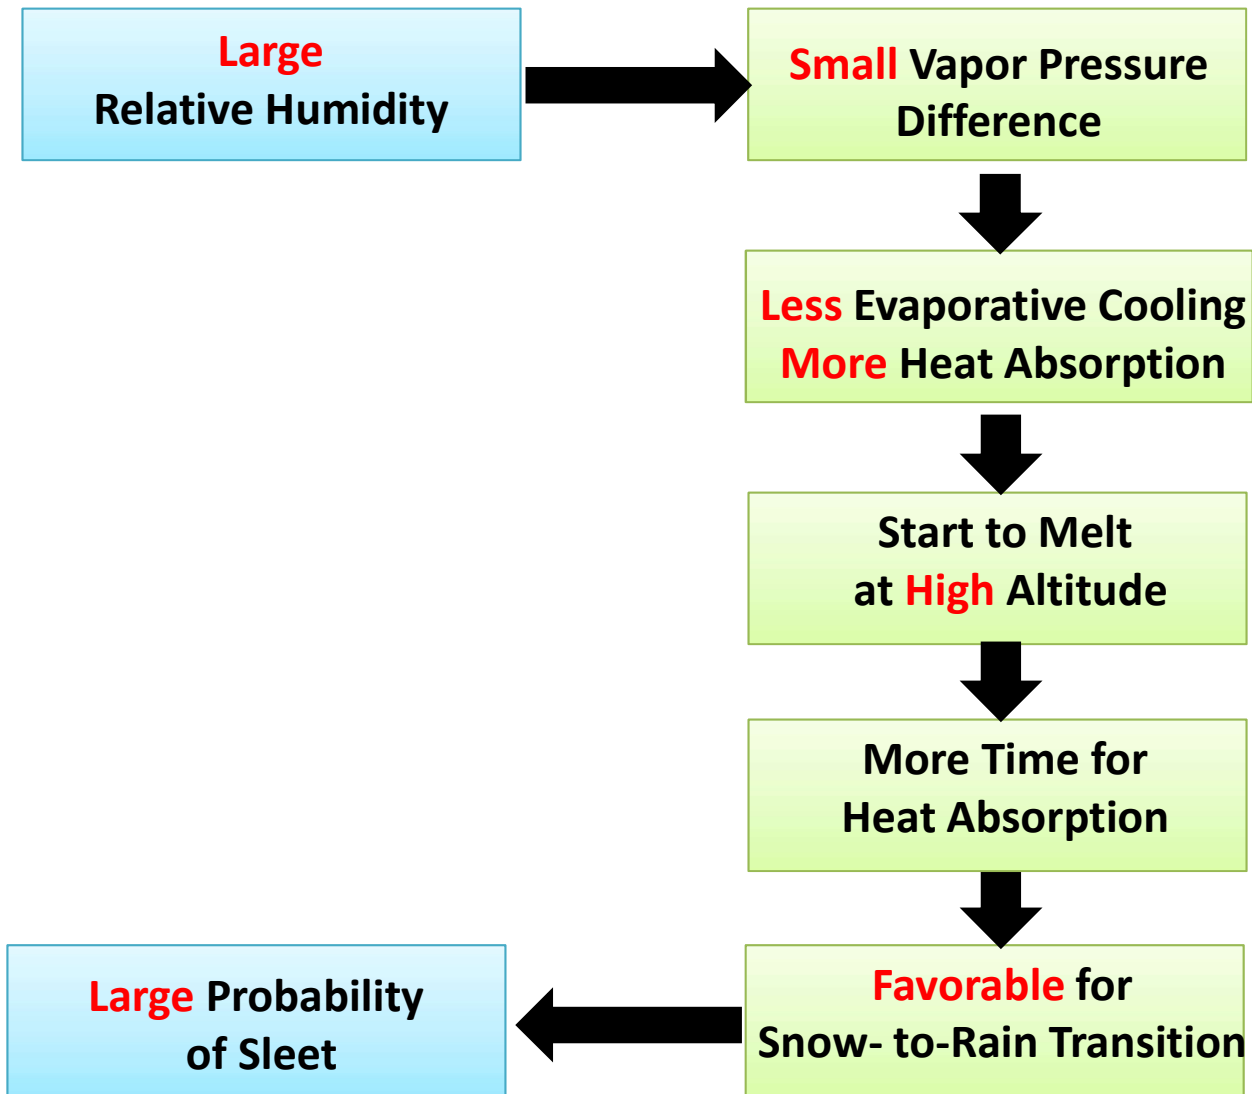 Large
Relative Humidity
Small Vapor Pressure
Difference
Less Evaporative Cooling
More Heat Absorption
Start to Melt
at High Altitude
More Time for
Heat Absorption
Favorable for
Snow- to-Rain Transition
Large Probability
of Sleet